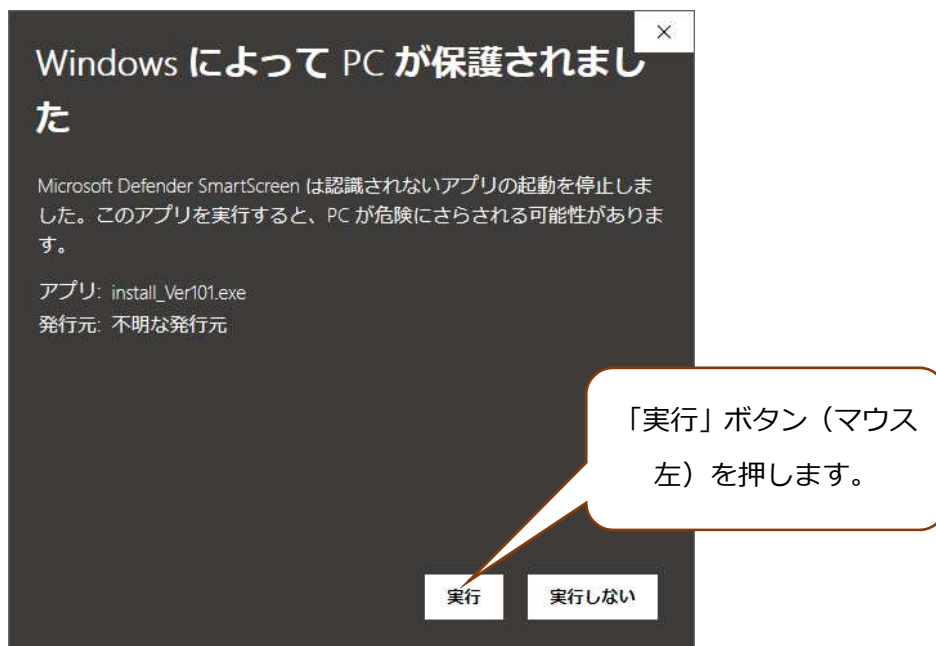 Windows によって PC が保護されまし
た
Microsoft Defender SmartScreen は認識されないアプリの起動を停止しま
した。このアプリを実行すると、PC が危険にさらされる可能性がありま
す。
アプリ: install_Ver101.exe
発行元: 不明な発行元
「実行」ボタン（マウス
左）を押します。
実行 実行しない